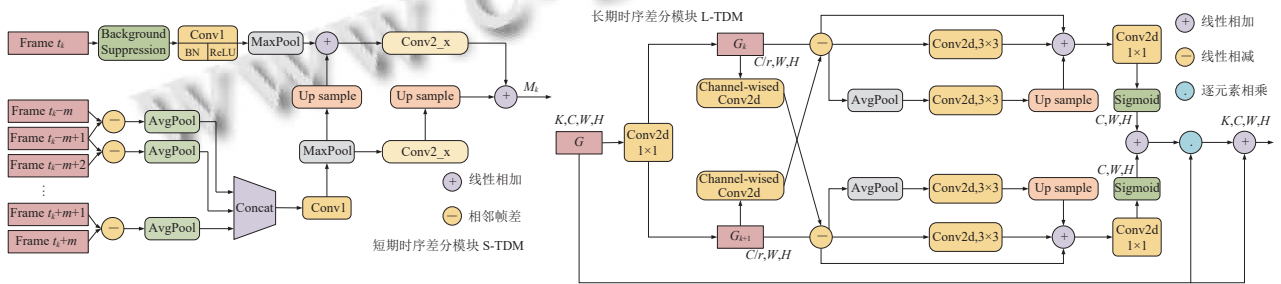 Frame tk
Background
Suppression
Conv1
BN
ReLU
MaxPool
+
Conv2_x
Up sample
Up sample
+
Mk
Frame tk−m
Frame tk−m+1
Frame tk−m+2
⋮
Frame tk+m+1
Frame tk+m
−
−
−
AvgPool
AvgPool
AvgPool
Concat
Conv1
MaxPool
Conv2_x
+ 线性相加
− 相邻帧差
短期时序差分模块 S-TDM
长期时序差分模块 L-TDM
K,C,W,H
G
Conv2d
1×1
Gk
C/r,W,H
Channel-wised
Conv2d
Channel-wised
Conv2d
Gk+1
C/r,W,H
−
Conv2d,3×3
AvgPool
Conv2d,3×3
Up sample
+
Conv2d
1×1
Sigmoid
C,W,H
−
AvgPool
Conv2d,3×3
Up sample
Conv2d,3×3
+
Conv2d
1×1
Sigmoid
C,W,H
+
.
+
K,C,W,H
+ 线性相加
− 线性相减
. 逐元素相乘